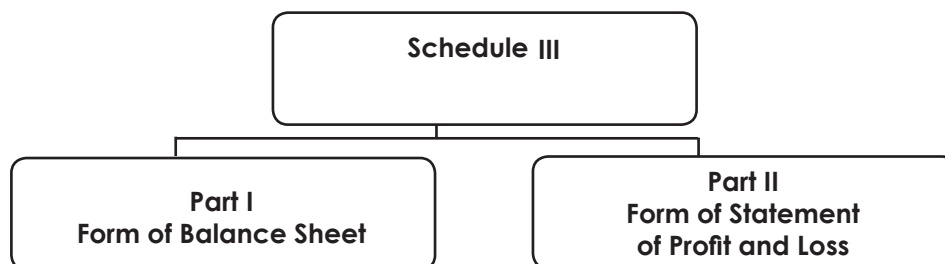 Schedule III
Part I
Form of Balance Sheet
Part II
Form of Statement
of Profit and Loss